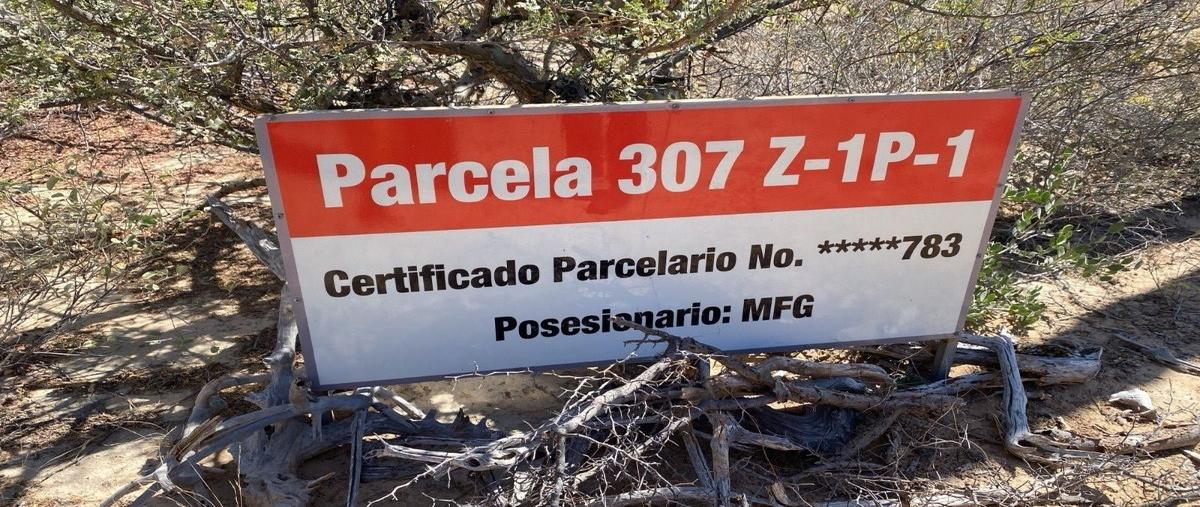 Parcela 307 Z-1P-1
Certificado Parcelario No. *****783
Posesionario: MFG